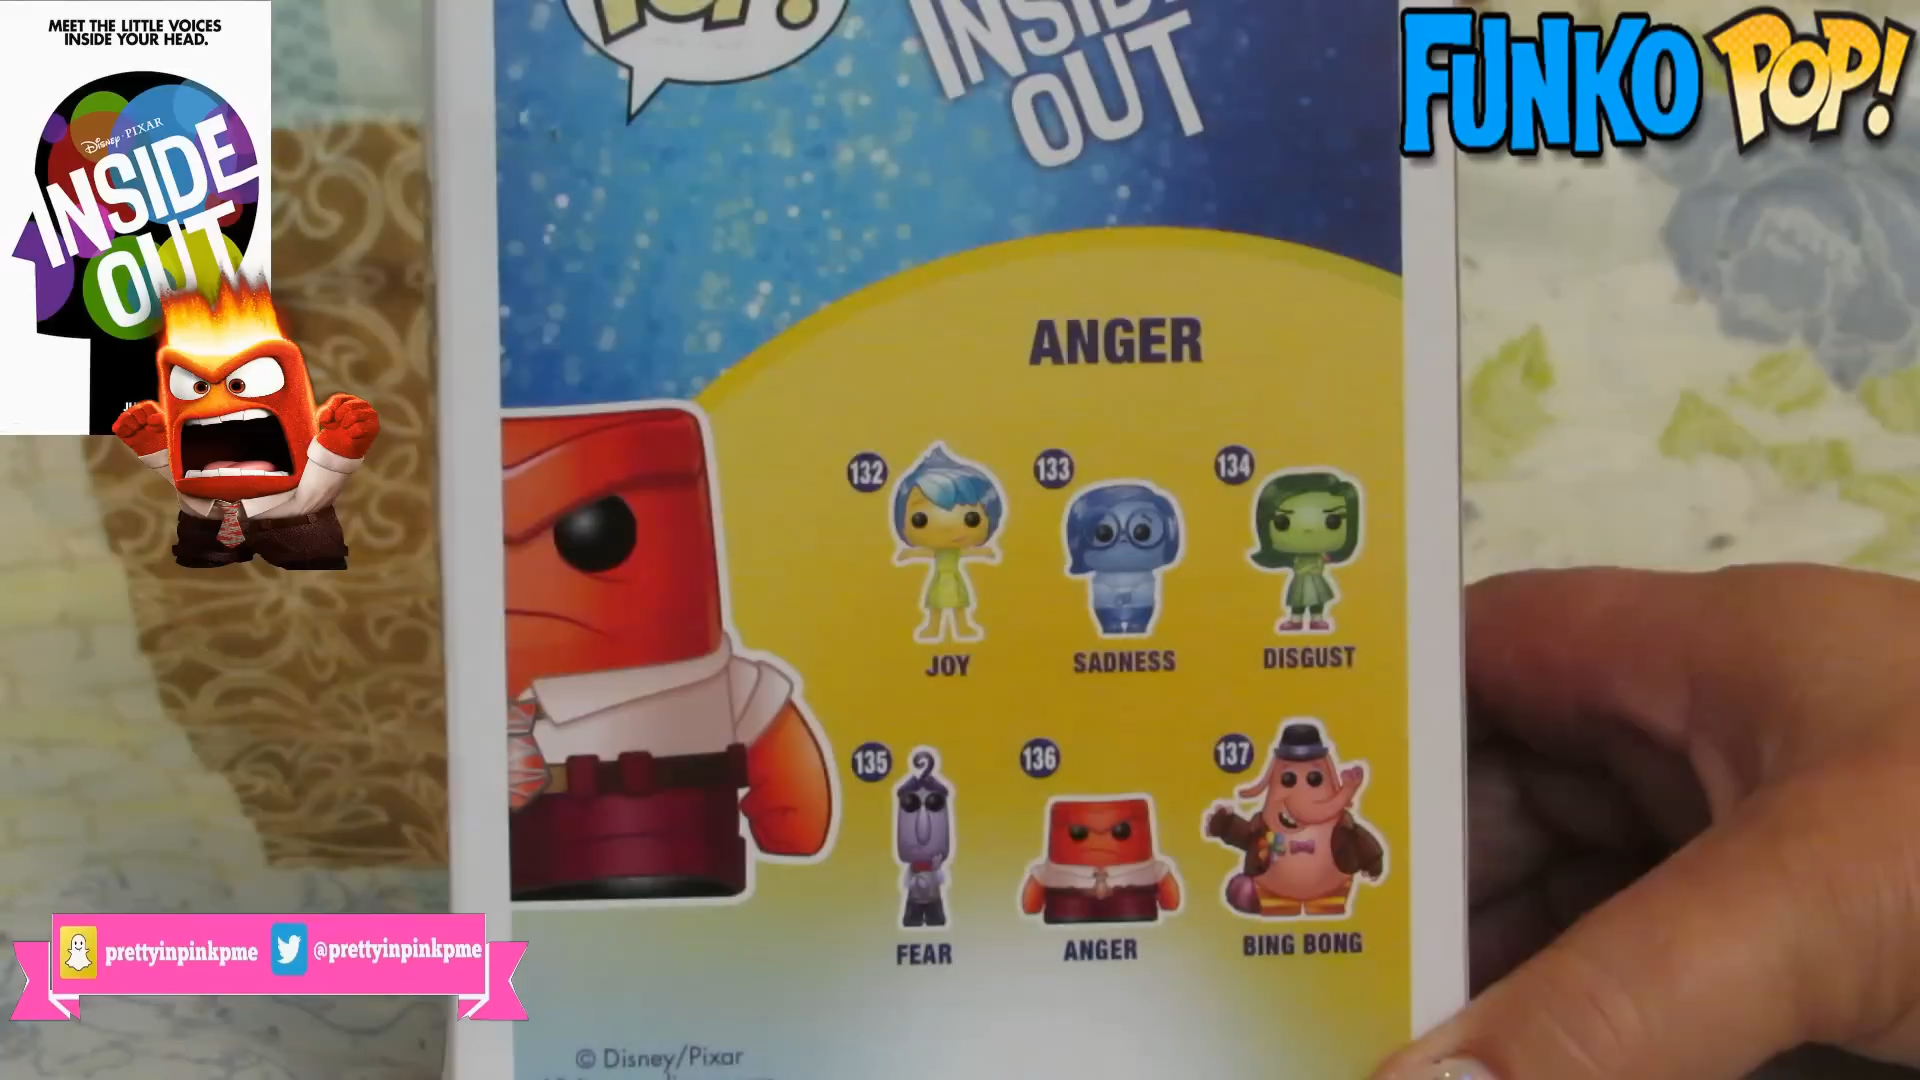 MEET THE LITTLE VOICES
INSIDE YOUR HEAD.
Disney·PIXAR
INSIDE
OUT
POP!
INSIDE
OUT
FUNKO POP!
ANGER
132
133
134
JOY
SADNESS
DISGUST
135
136
137
FEAR
ANGER
BING BONG
prettyinpinkpme
@prettyinpinkpme
© Disney/Pixar